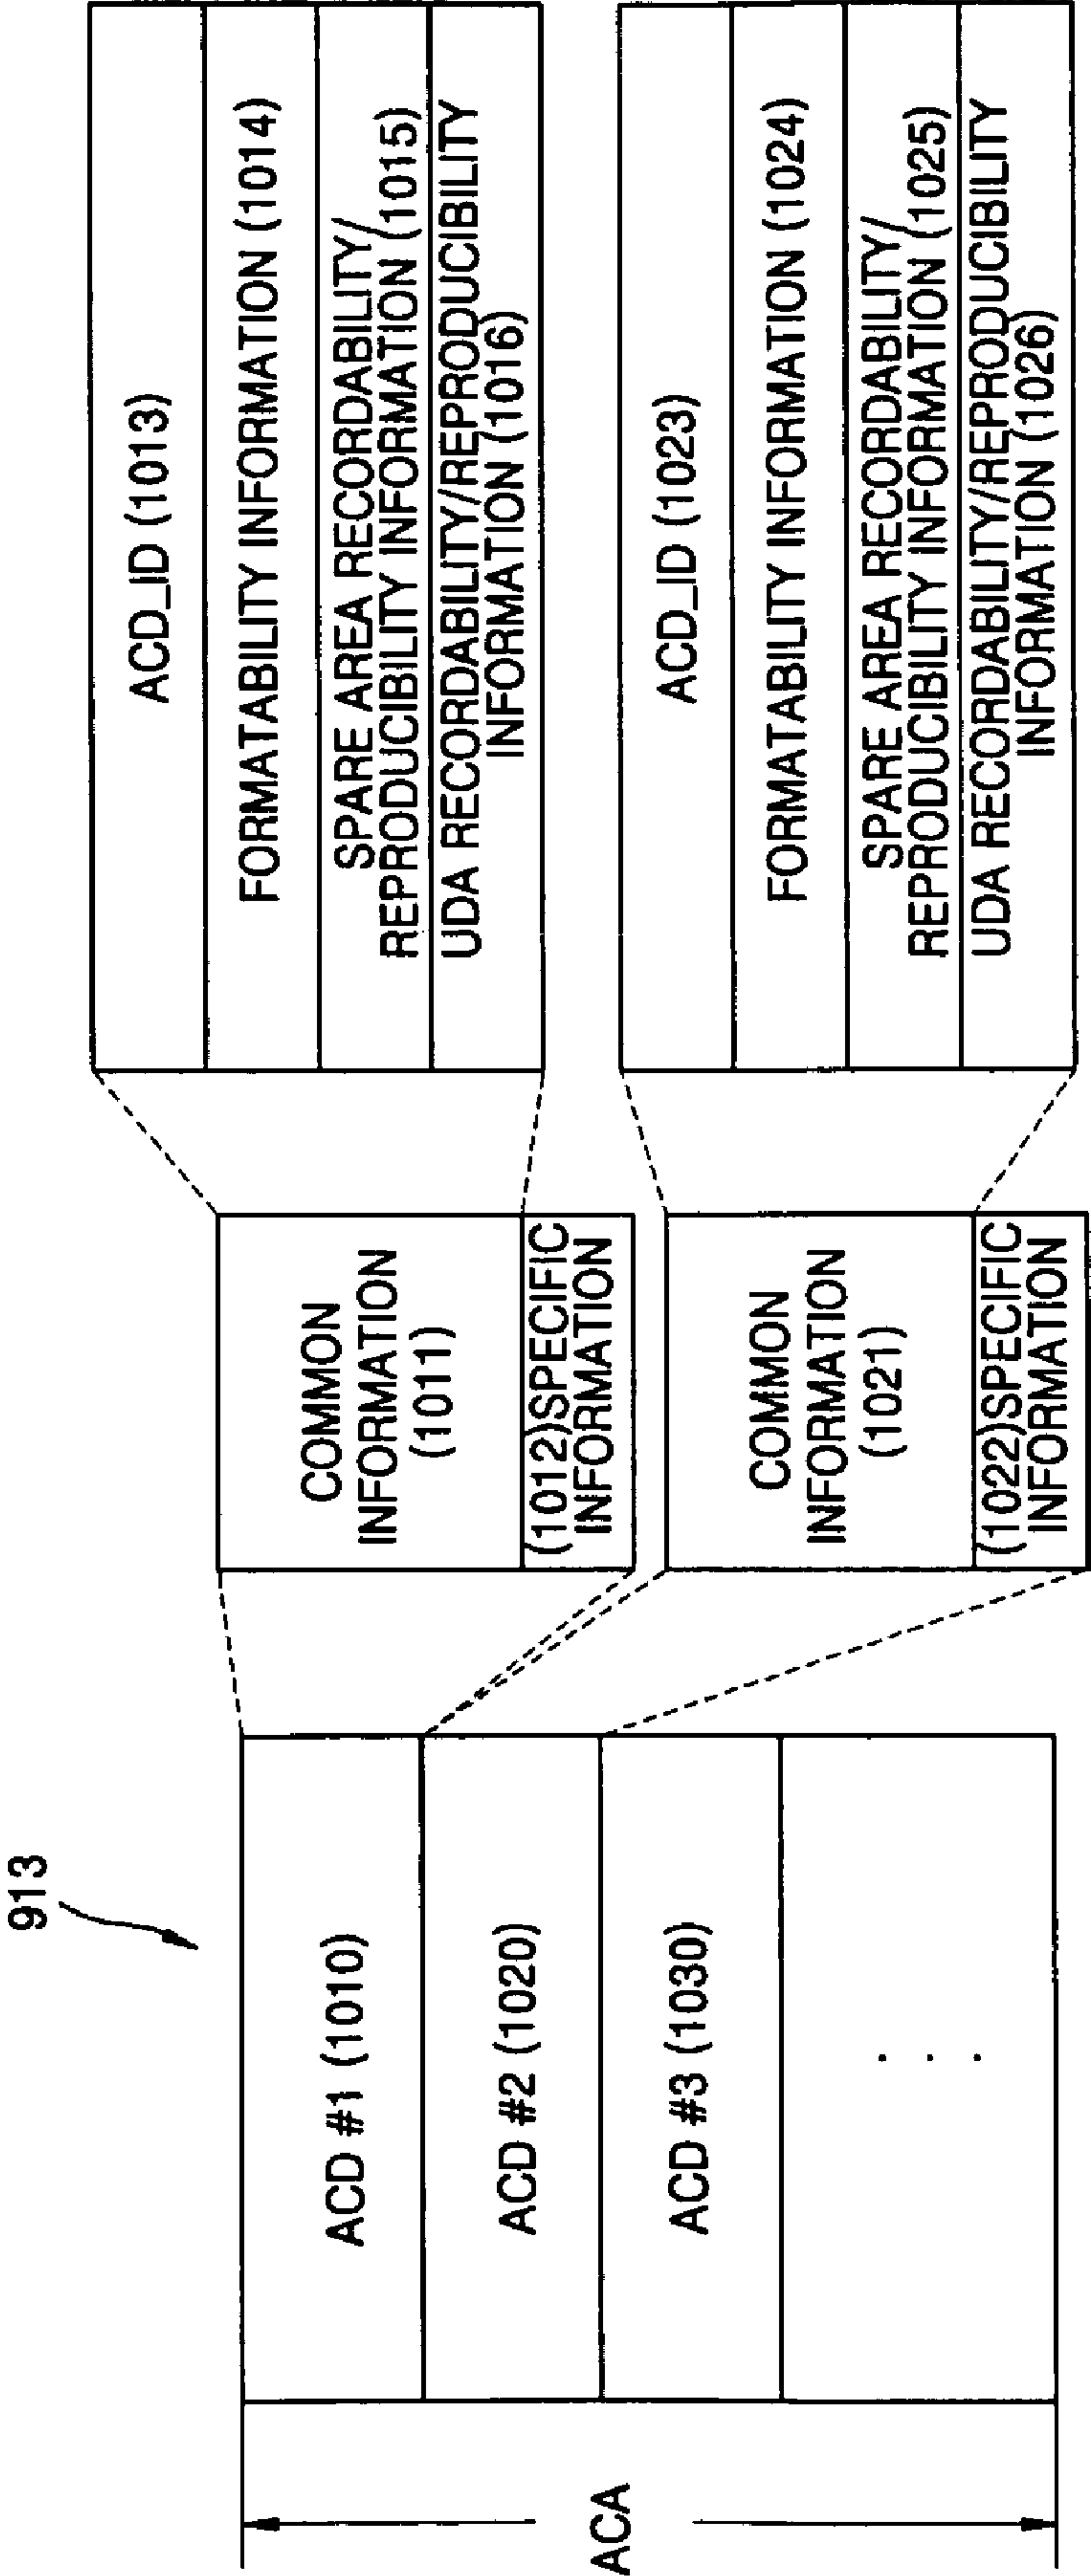 913
ACA
ACD #1 (1010)
ACD #2 (1020)
ACD #3 (1030)
. . .
COMMON
INFORMATION
(1011)
(1012)SPECIFIC
INFORMATION
COMMON
INFORMATION
(1021)
(1022)SPECIFIC
INFORMATION
ACD_ID (1013)
FORMATABILITY INFORMATION (1014)
SPARE AREA RECORDABILITY/
REPRODUCIBILITY INFORMATION (1015)
UDA RECORDABILITY/REPRODUCIBILITY
INFORMATION (1016)
ACD_ID (1023)
FORMATABILITY INFORMATION (1024)
SPARE AREA RECORDABILITY/
REPRODUCIBILITY INFORMATION (1025)
UDA RECORDABILITY/REPRODUCIBILITY
INFORMATION (1026)